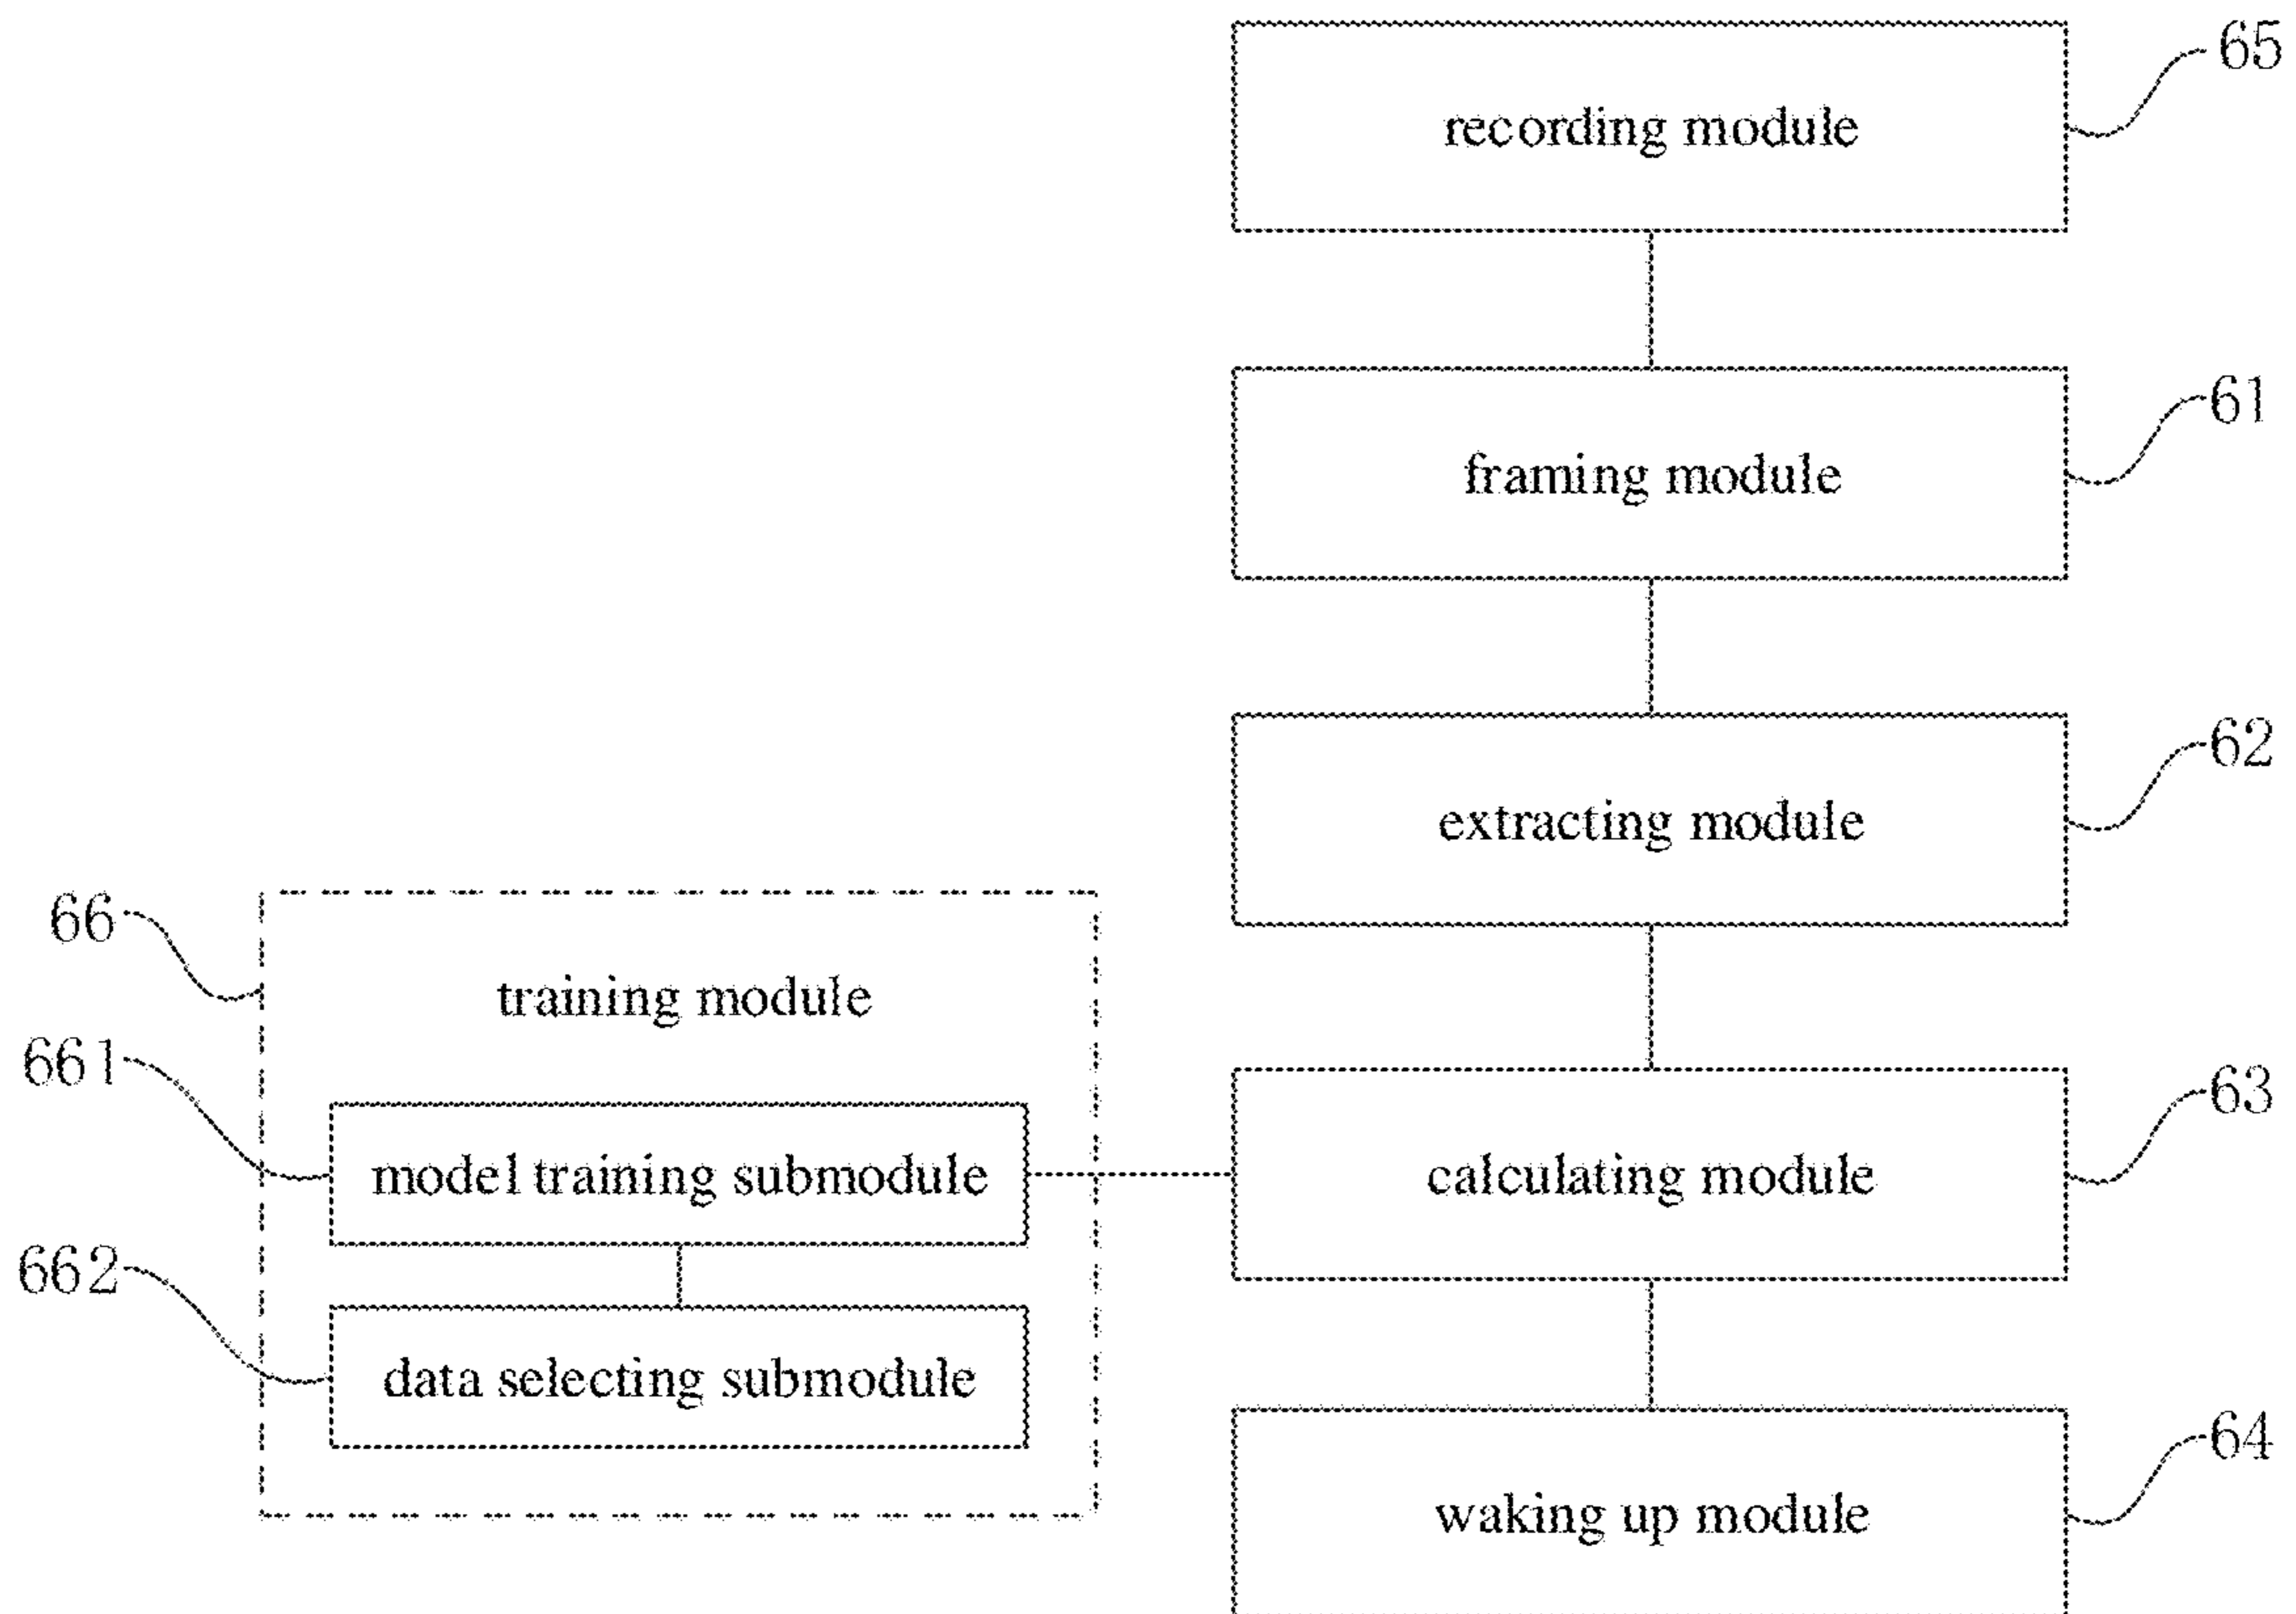 65
recording module
61
framing module
62
extracting module
66
training module
661
model training submodule
63
calculating module
662
data selecting submodule
64
waking up module